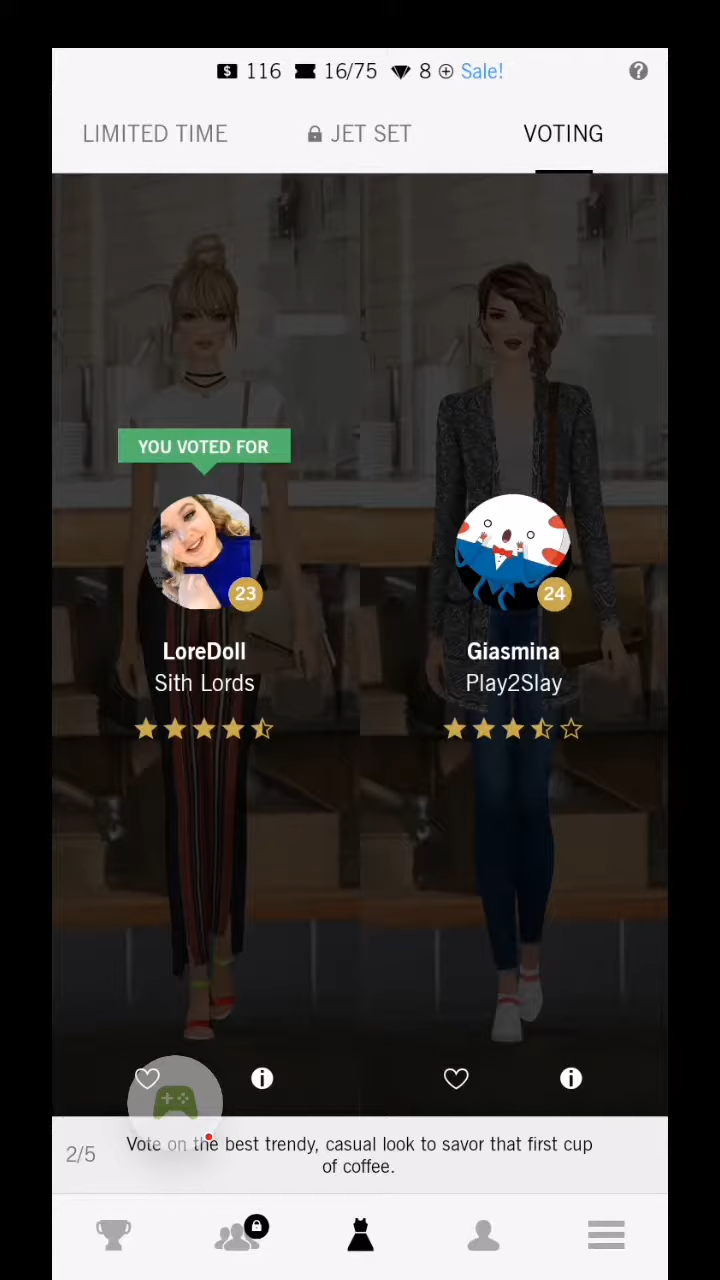 $ 116 16/75 8 Sale! ?
LIMITED TIME JET SET VOTING
YOU VOTED FOR
23 24
LoreDoll Giasmina
Sith Lords Play2Slay
i i
2/5
Vote on the best trendy, casual look to savor that first cup
of coffee.